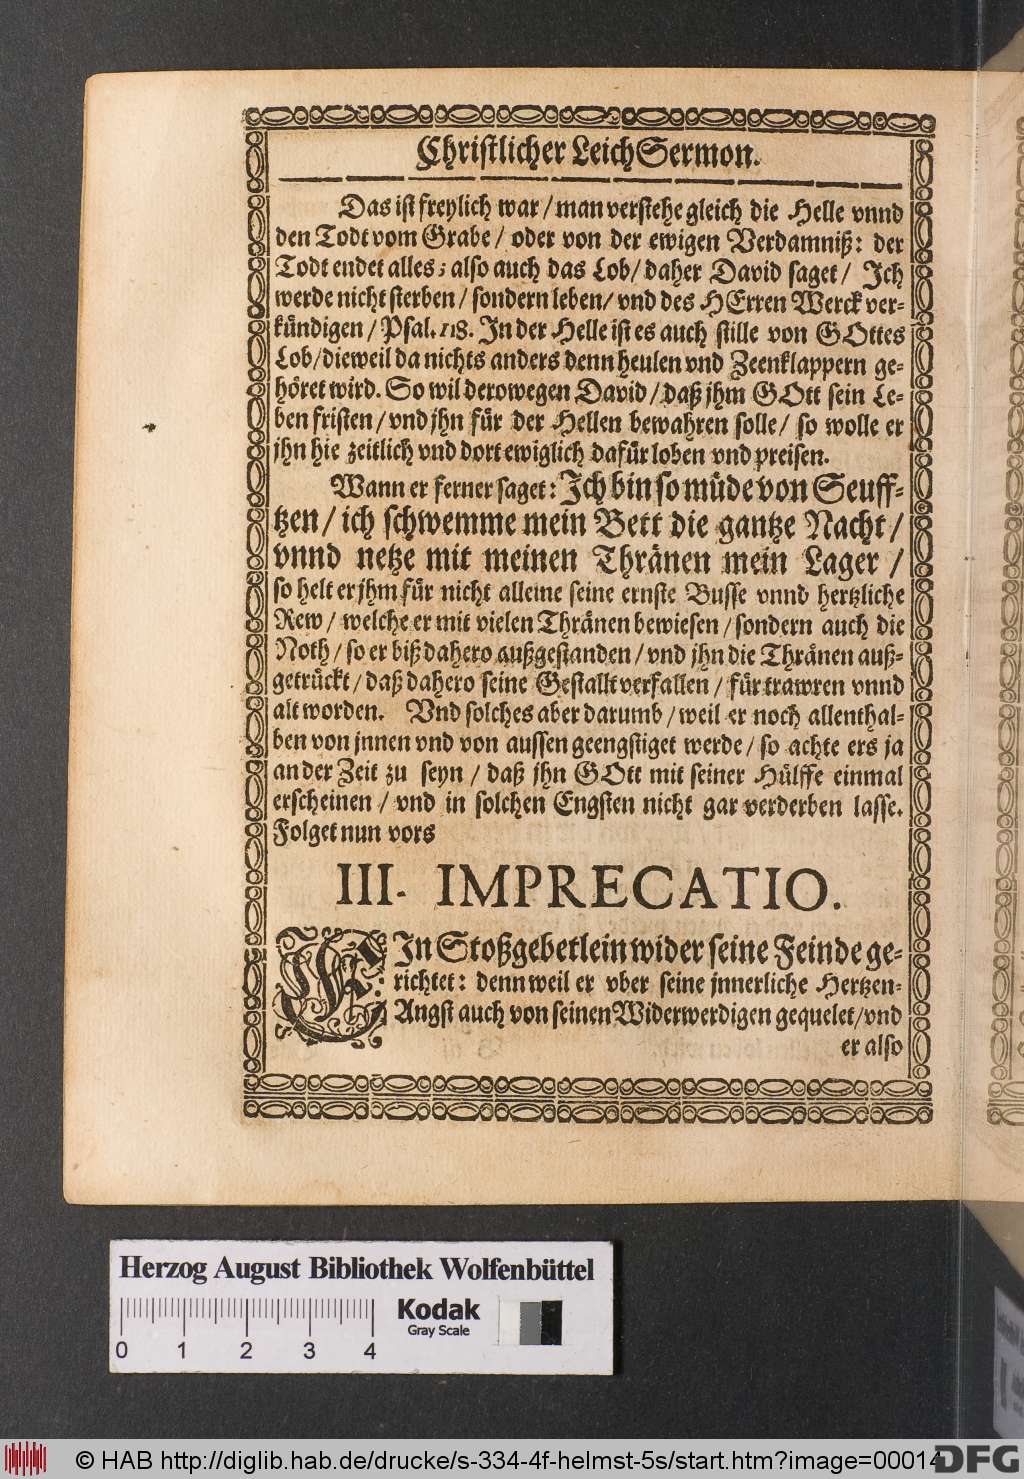 Christlicher LeichSermon.
Das ist freylich war / man verstehe gleich die Helle vnnd
den Todt vom Grabe / oder von der ewigen Verdamniß: der
Todt endet alles; also auch das Lob / daher David saget / Ich
werde nicht sterben / sondern leben / vnd des HErren Werck ver-
kündigen / Psal. 118. In der Helle ist es auch stille von GOttes
Lob / dieweil da nichts anders denn heulen vnd Zeenklappern ge-
höret wird. So wil derowegen David / daß jhm GOtt sein Le-
ben fristen / vnd jhn für der Hellen bewahren solle / so wolle er
jhn hie zeitlich vnd dort ewiglich dafür loben vnd preisen.
Wann er ferner saget: Ich bin so müde von Seuff-
tzen / ich schwemme mein Bett die gantze Nacht /
vnnd netze mit meinen Thränen mein Lager /
so helt er jhm für nicht alleine seine ernste Busse vnnd hertzliche
Rew / welche er mit vielen Thränen bewiesen / sondern auch die
Noth / so er biß dahero außgestanden / vnd jhn die Thränen auß-
getrückt / daß dahero seine Gestallt verfallen / für trawren vnnd
alt worden. Vnd solches aber darumb / weil er noch allenthal-
ben von jnnen vnd von aussen geengstiget werde / so achte ers ja
an der Zeit zu seyn / daß jhn GOtt mit seiner Hülffe einmal
erscheinen / vnd in solchen Engsten nicht gar verderben lasse.
Folget nun vors
III. IMPRECATIO.
EIn Stoßgebetlein wider seine Feinde ge-
richtet: denn weil er vber seine jnnerliche Hertzen-
Angst auch von seinen Widerwerdigen gequelet / vnd
er also
Herzog August Bibliothek Wolfenbüttel
Kodak
Gray Scale
0 1 2 3 4
© HAB http://diglib.hab.de/drucke/s-334-4f-helmst-5s/start.htm?image=00014
DFG